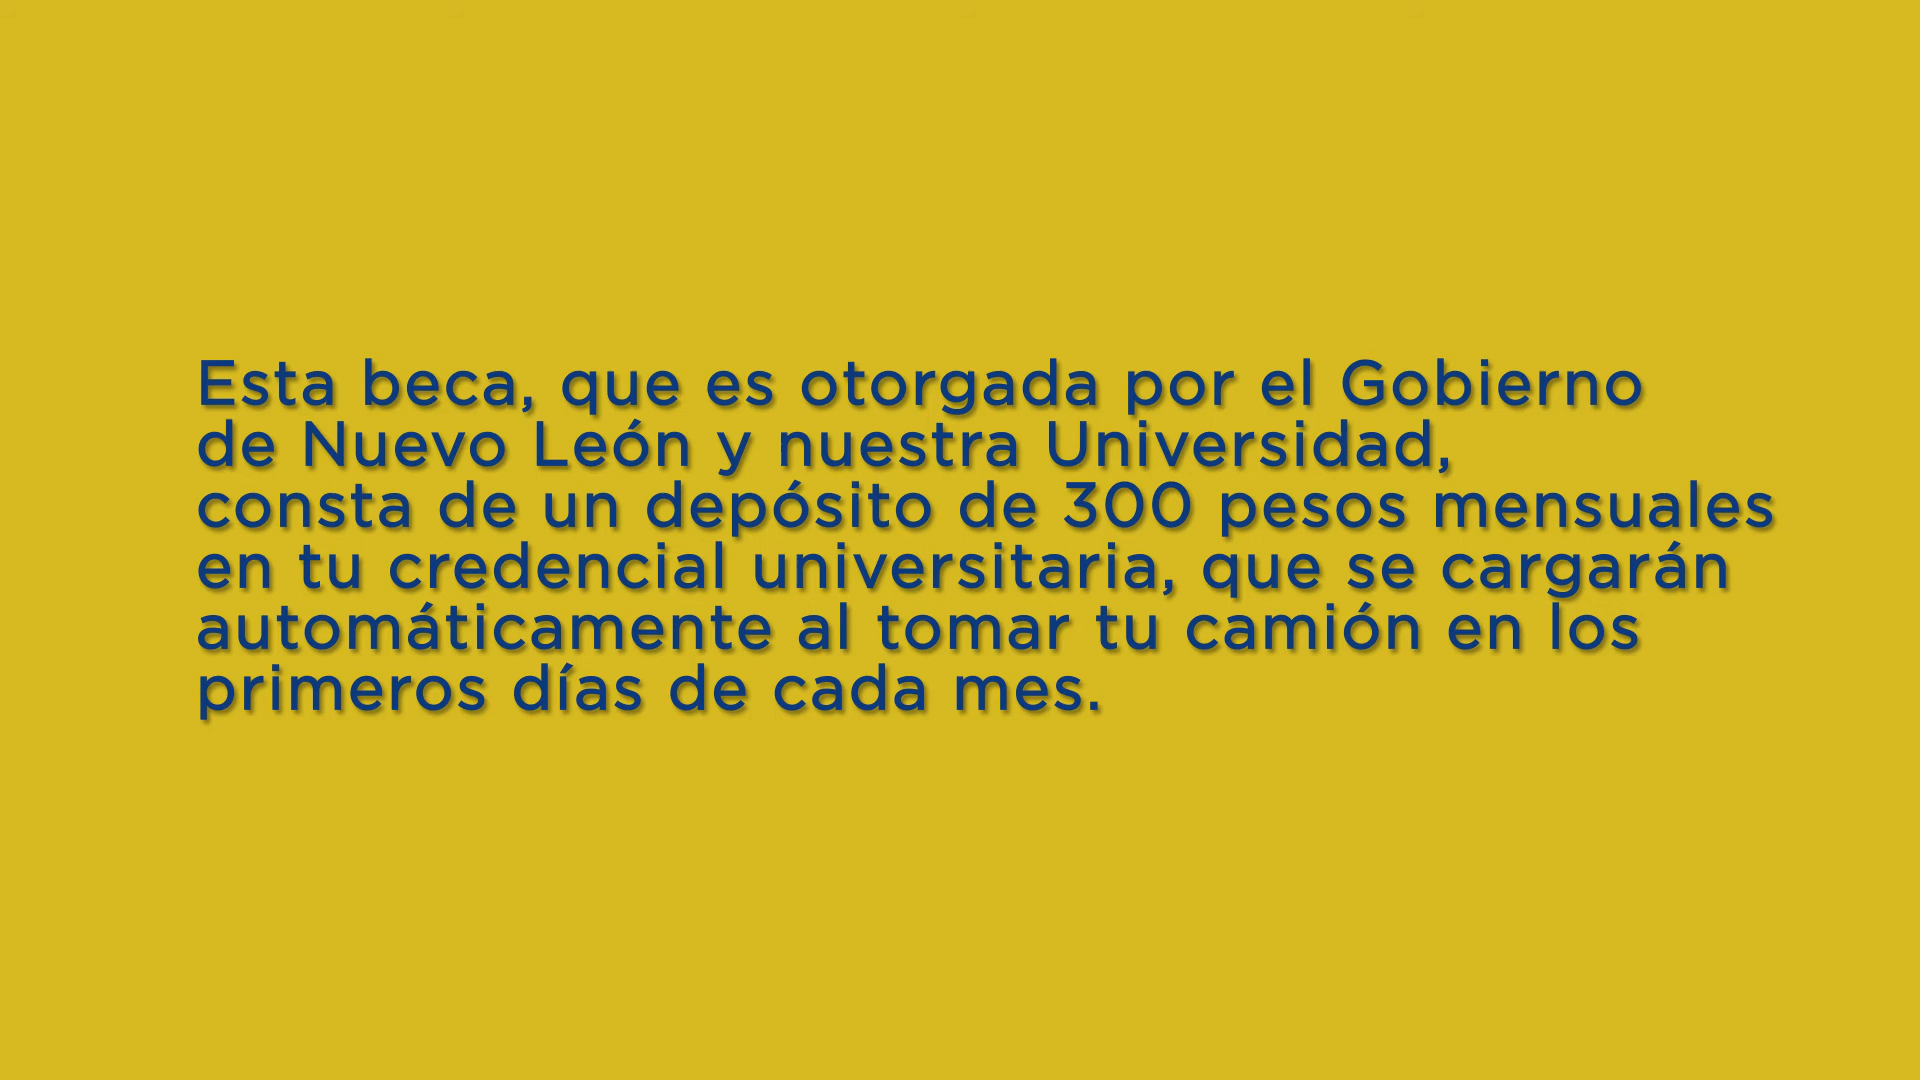 Esta beca, que es otorgada por el Gobierno
de Nuevo León y nuestra Universidad,
consta de un depósito de 300 pesos mensuales
en tu credencial universitaria, que se cargarán
automáticamente al tomar tu camión en los
primeros días de cada mes.